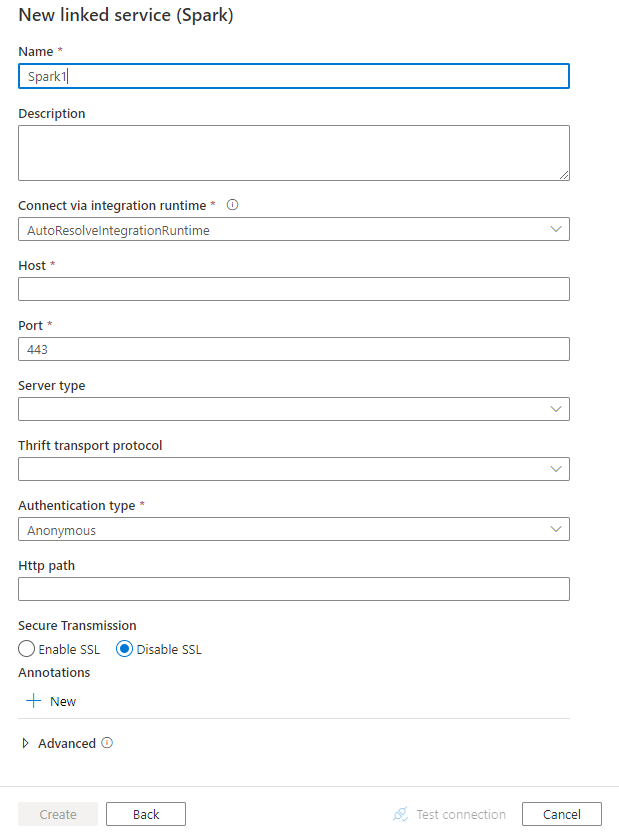 New linked service (Spark)
Name *
Spark1
Description
Connect via integration runtime *
AutoResolveIntegrationRuntime
Host *
Port *
443
Server type
Thrift transport protocol
Authentication type *
Anonymous
Http path
Secure Transmission
Enable SSL Disable SSL
Annotations
New
Advanced
Create Back Test connection Cancel